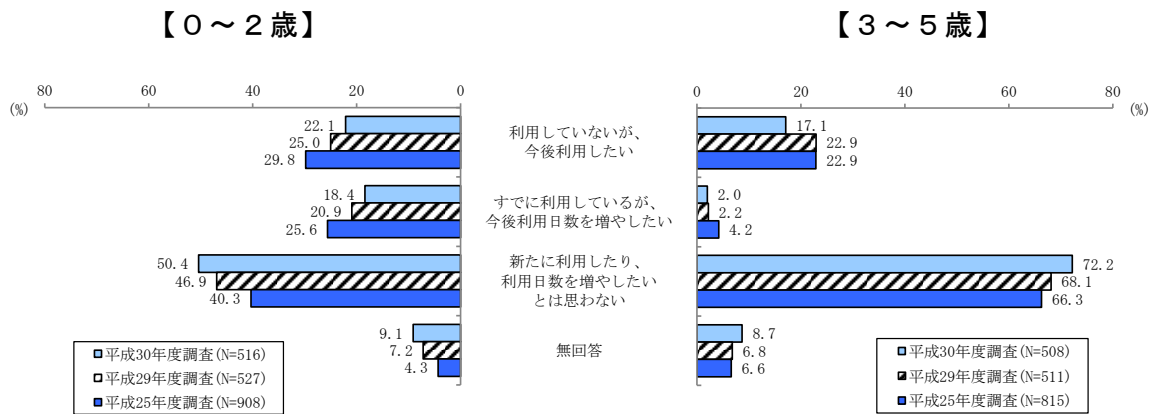 【０～２歳】
【３～５歳】
80 60 40 20 0
(%)
0 20 40 60 80
(%)
22.1
25.0
29.8
利用していないが、
今後利用したい
17.1
22.9
22.9
18.4
20.9
25.6
すでに利用しているが、
今後利用日数を増やしたい
2.0
2.2
4.2
50.4
46.9
40.3
新たに利用したり、
利用日数を増やしたい
とは思わない
72.2
68.1
66.3
9.1
7.2
4.3
無回答
8.7
6.8
6.6
平成30年度調査(N=516)
平成29年度調査(N=527)
平成25年度調査(N=908)
平成30年度調査(N=508)
平成29年度調査(N=511)
平成25年度調査(N=815)